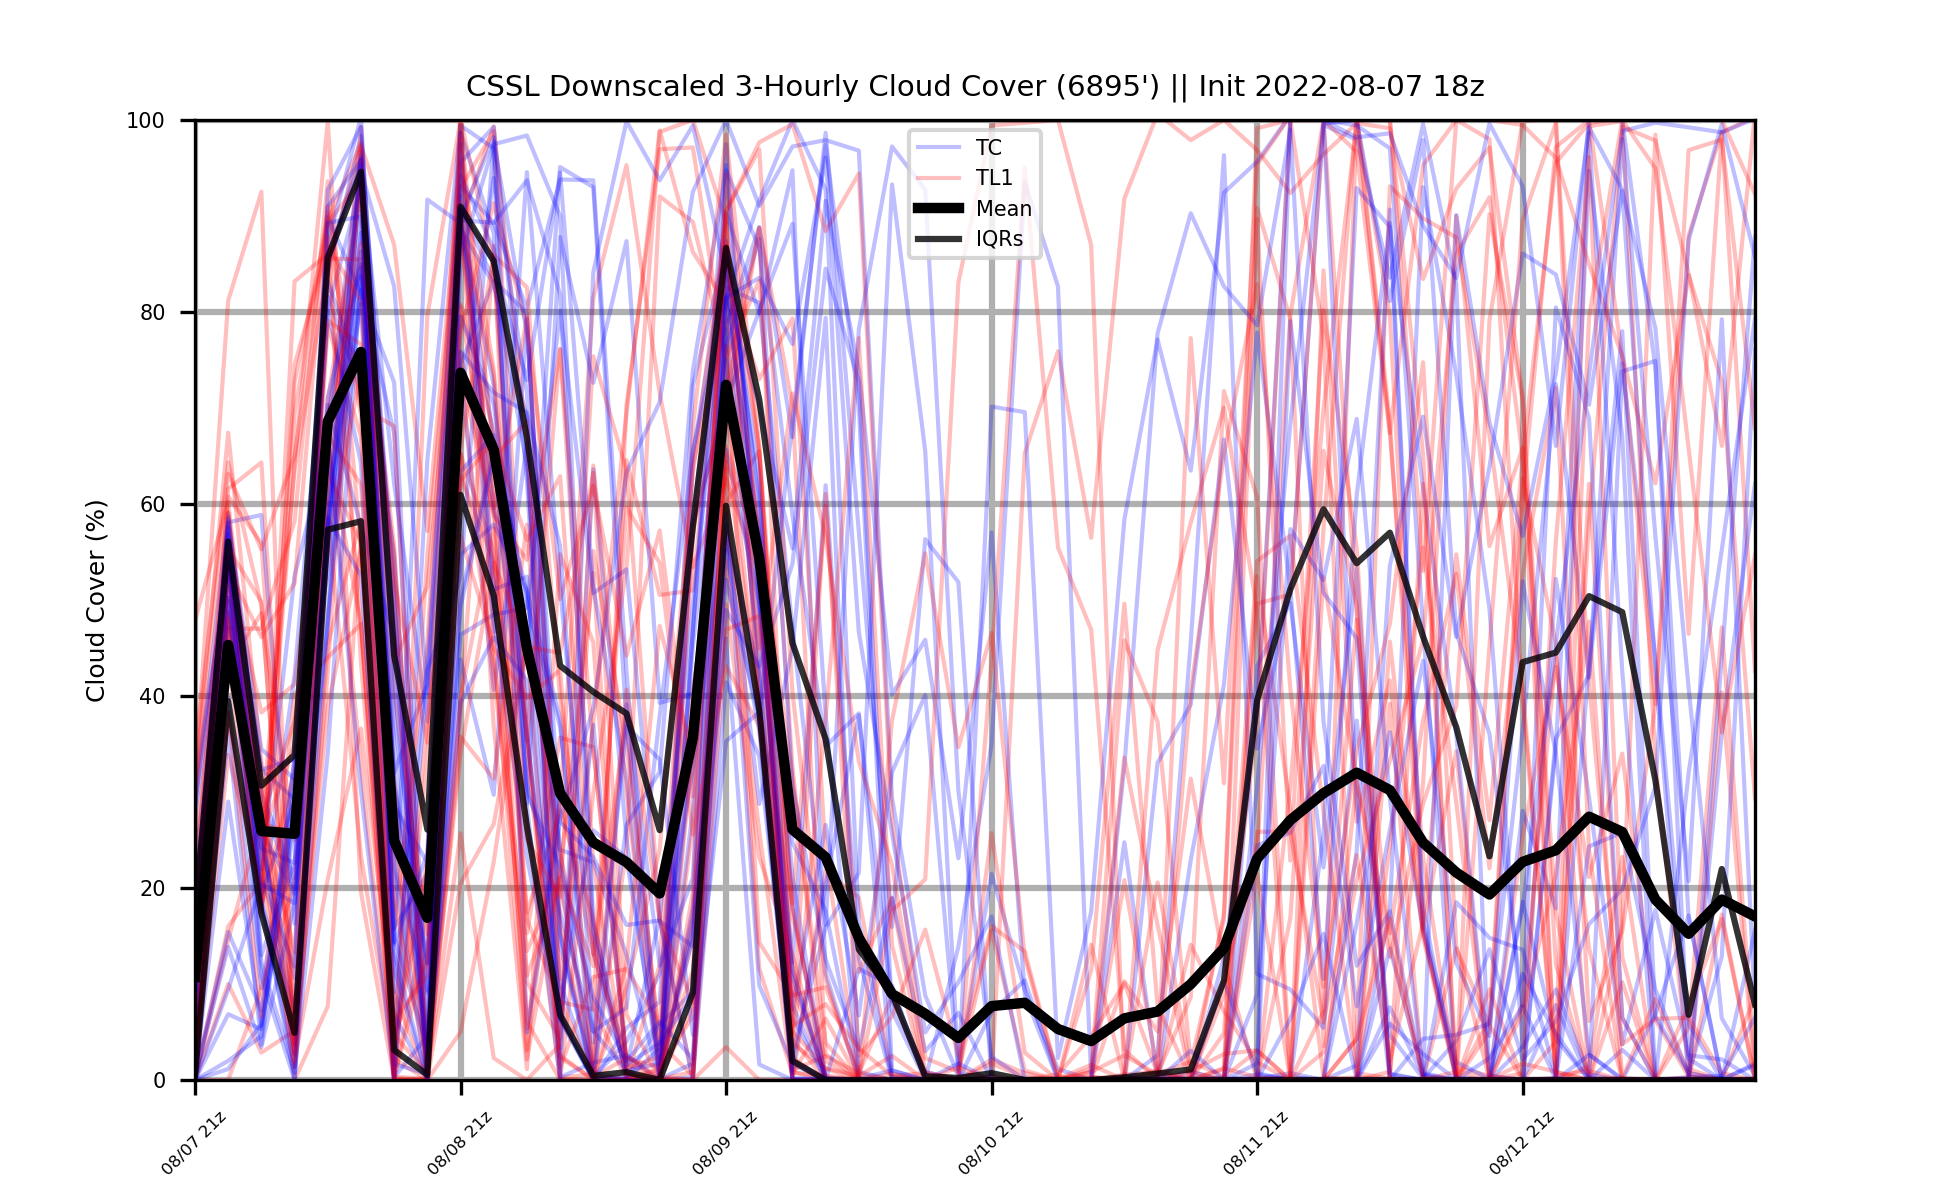 CSSL Downscaled 3-Hourly Cloud Cover (6895') || Init 2022-08-07 18z
100
80
60
40
20
0
Cloud Cover (%)
TC
TL1
Mean
IQRs
08/07 21z
08/08 21z
08/09 21z
08/10 21z
08/11 21z
08/12 21z